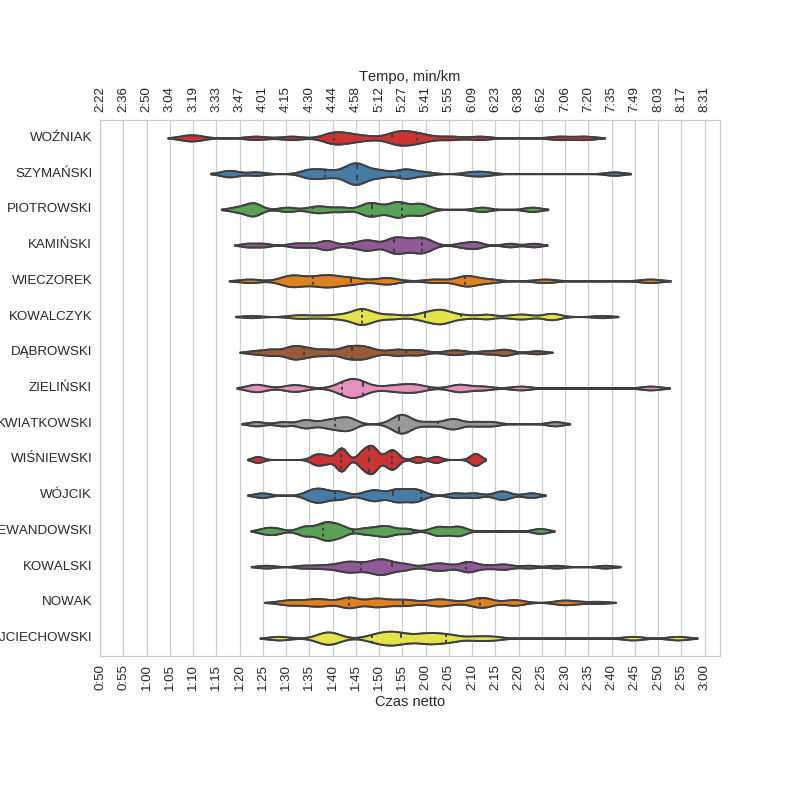 Tempo, min/km
2:22 2:36 2:50 3:04 3:19 3:33 3:47 4:01 4:15 4:30 4:44 4:58 5:12 5:27 5:41 5:55 6:09 6:23 6:38 6:52 7:06 7:20 7:35 7:49 8:03 8:17 8:31
WOŹNIAK
SZYMAŃSKI
PIOTROWSKI
KAMIŃSKI
WIECZOREK
KOWALCZYK
DĄBROWSKI
ZIELIŃSKI
KWIATKOWSKI
WIŚNIEWSKI
WÓJCIK
EWANDOWSKI
KOWALSKI
NOWAK
JCIECHOWSKI
0:50 0:55 1:00 1:05 1:10 1:15 1:20 1:25 1:30 1:35 1:40 1:45 1:50 1:55 2:00 2:05 2:10 2:15 2:20 2:25 2:30 2:35 2:40 2:45 2:50 2:55 3:00
Czas netto